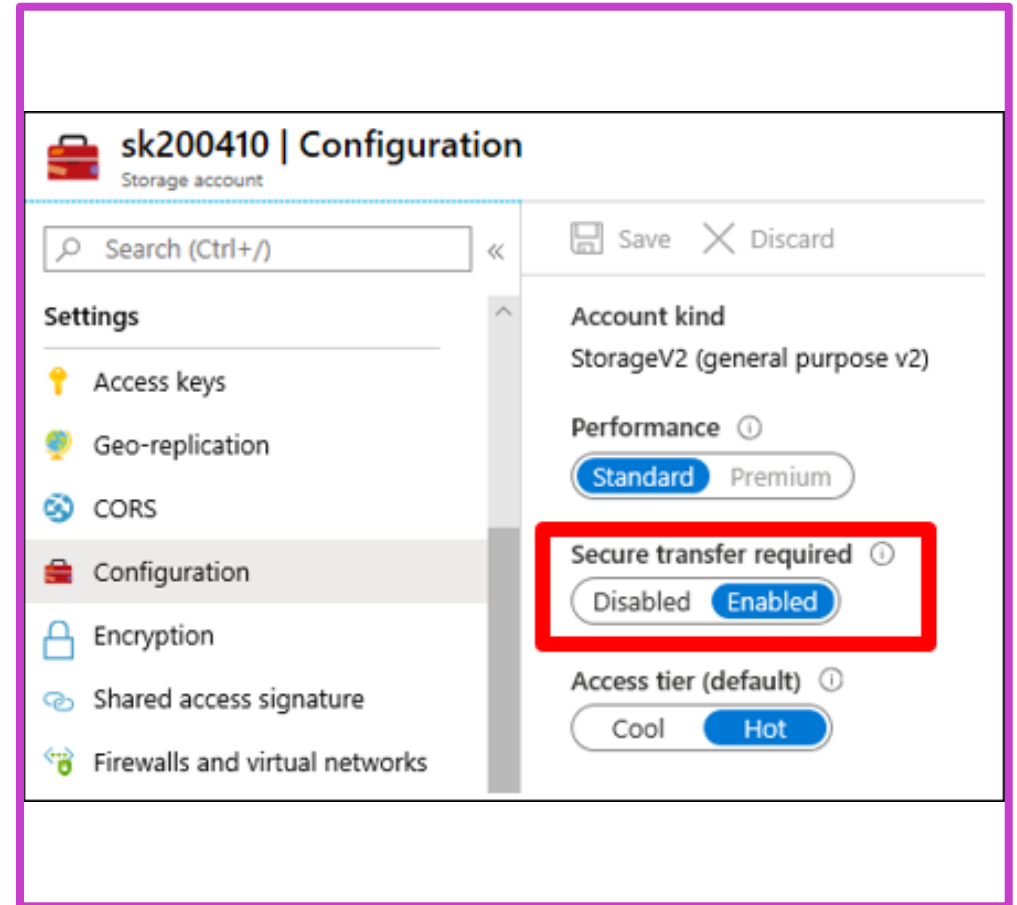 sk200410 | Configuration
Storage account
Search (Ctrl+/)
«
Save
Discard
Settings
Access keys
Geo-replication
CORS
Configuration
Encryption
Shared access signature
Firewalls and virtual networks
Account kind
StorageV2 (general purpose v2)
Performance
Standard Premium
Secure transfer required
Disabled Enabled
Access tier (default)
Cool Hot